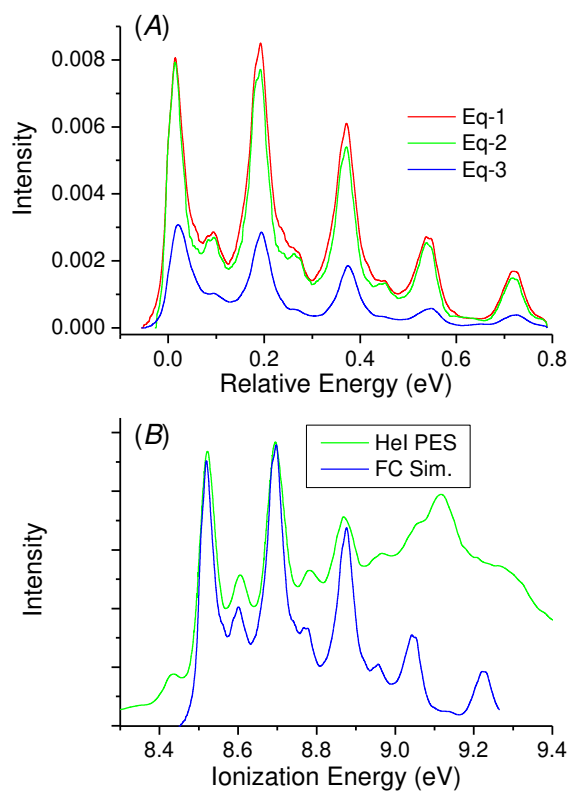 (A)
0.008
0.006
0.004
0.002
0.000
Intensity
Eq-1
Eq-2
Eq-3
0.0 0.2 0.4 0.6 0.8
Relative Energy (eV)
(B)
HeI PES
FC Sim.
Intensity
8.4 8.6 8.8 9.0 9.2 9.4
Ionization Energy (eV)